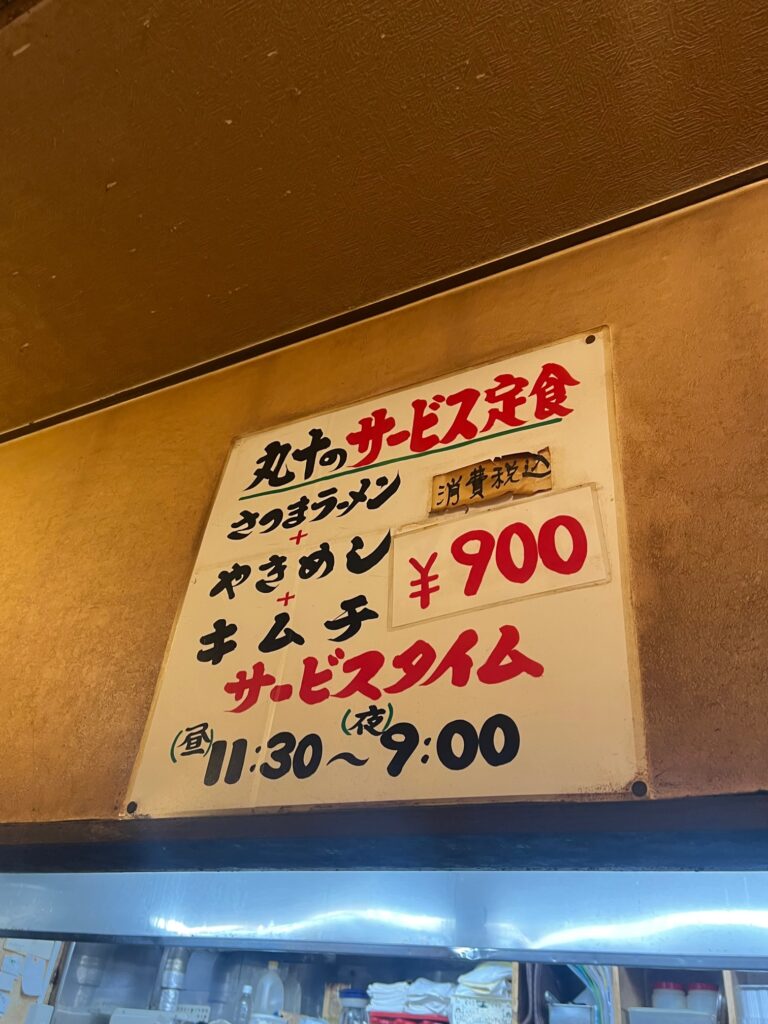 丸十のサービス定食
さつまラーメン
消費税込
+
やきめし
¥900
+
キムチ
サービスタイム
(昼)11:30～(夜)9:00